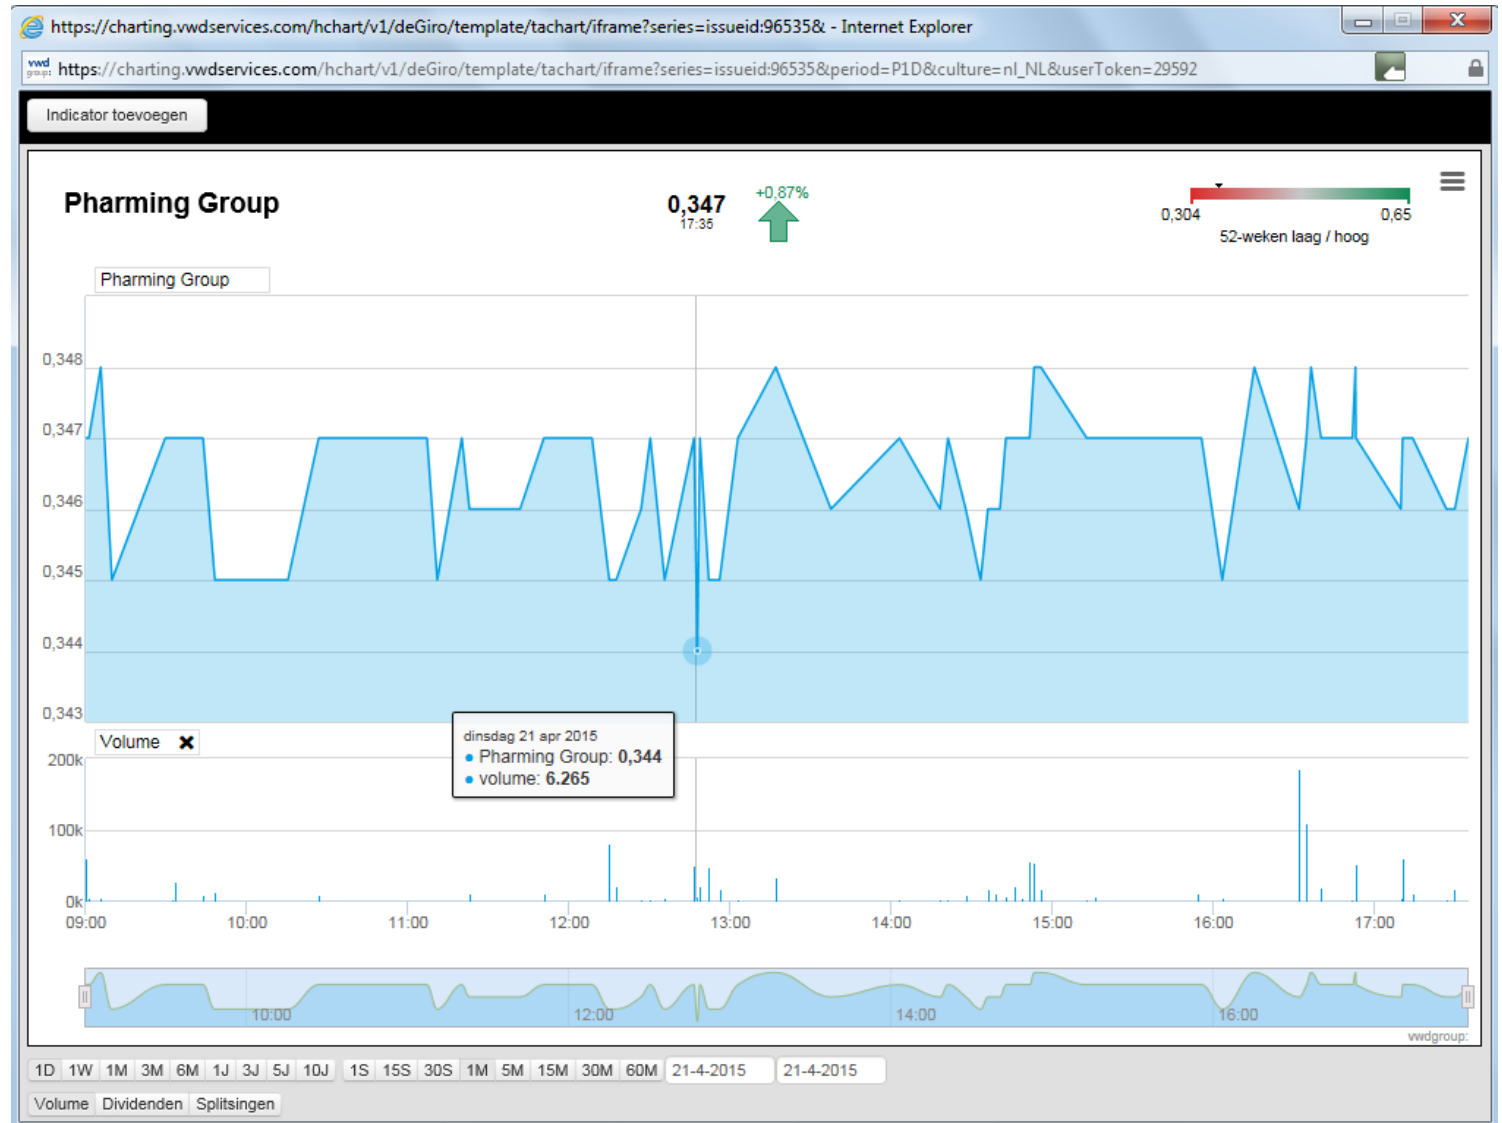 https://charting.vwdservices.com/hchart/v1/deGiro/template/tachart/iframe?series=issueid:96535& - Internet Explorer
vwd group: https://charting.vwdservices.com/hchart/v1/deGiro/template/tachart/iframe?series=issueid:96535&period=P1D&culture=nl_NL&userToken=29592
Indicator toevoegen
Pharming Group
0,347
17:35
+0,87%
0,304 0,65
52-weken laag / hoog
Pharming Group
0,348
0,347
0,346
0,345
0,344
0,343
dinsdag 21 apr 2015
• Pharming Group: 0,344
• volume: 6.265
Volume
200k
100k
0k
09:00 10:00 11:00 12:00 13:00 14:00 15:00 16:00 17:00
10:00 12:00 14:00 16:00
vwdgroup:
1D 1W 1M 3M 6M 1J 3J 5J 10J 1S 15S 30S 1M 5M 15M 30M 60M 21-4-2015 21-4-2015
Volume Dividenden Splitsingen